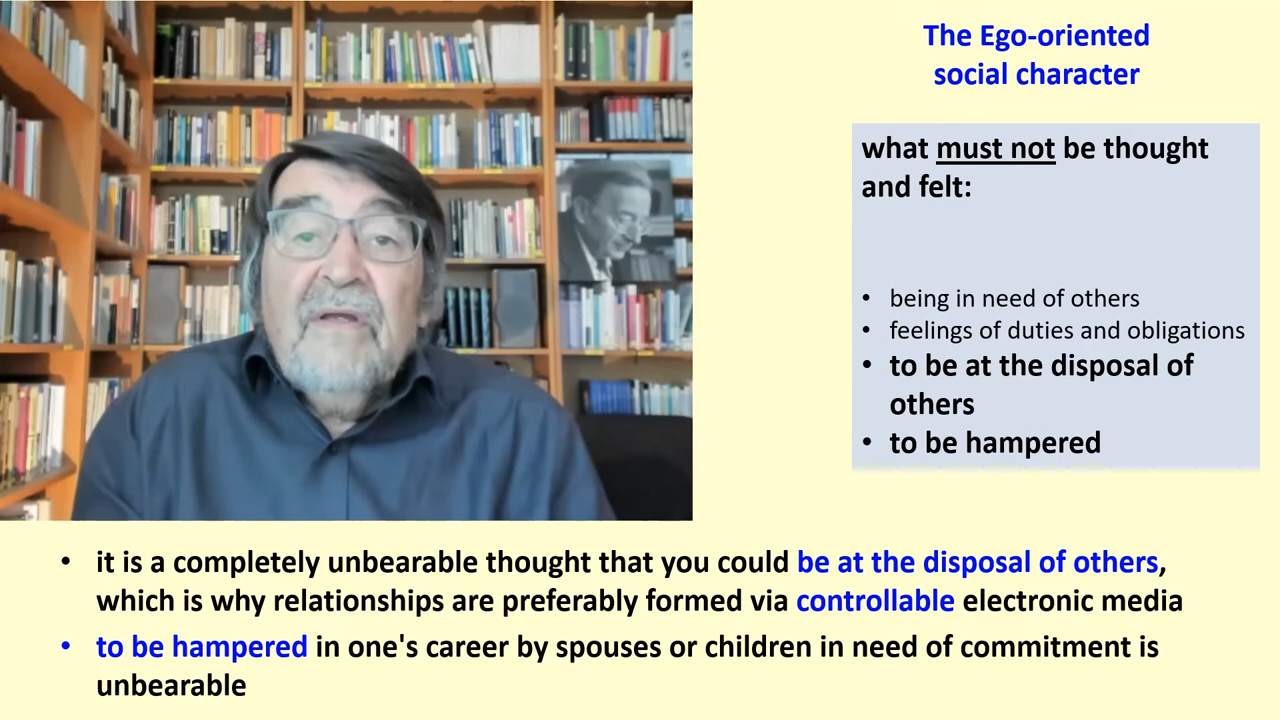 The Ego-oriented
social character
what must not be thought
and felt:
• being in need of others
• feelings of duties and obligations
• to be at the disposal of
others
• to be hampered
• it is a completely unbearable thought that you could be at the disposal of others,
which is why relationships are preferably formed via controllable electronic media
• to be hampered in one's career by spouses or children in need of commitment is
unbearable